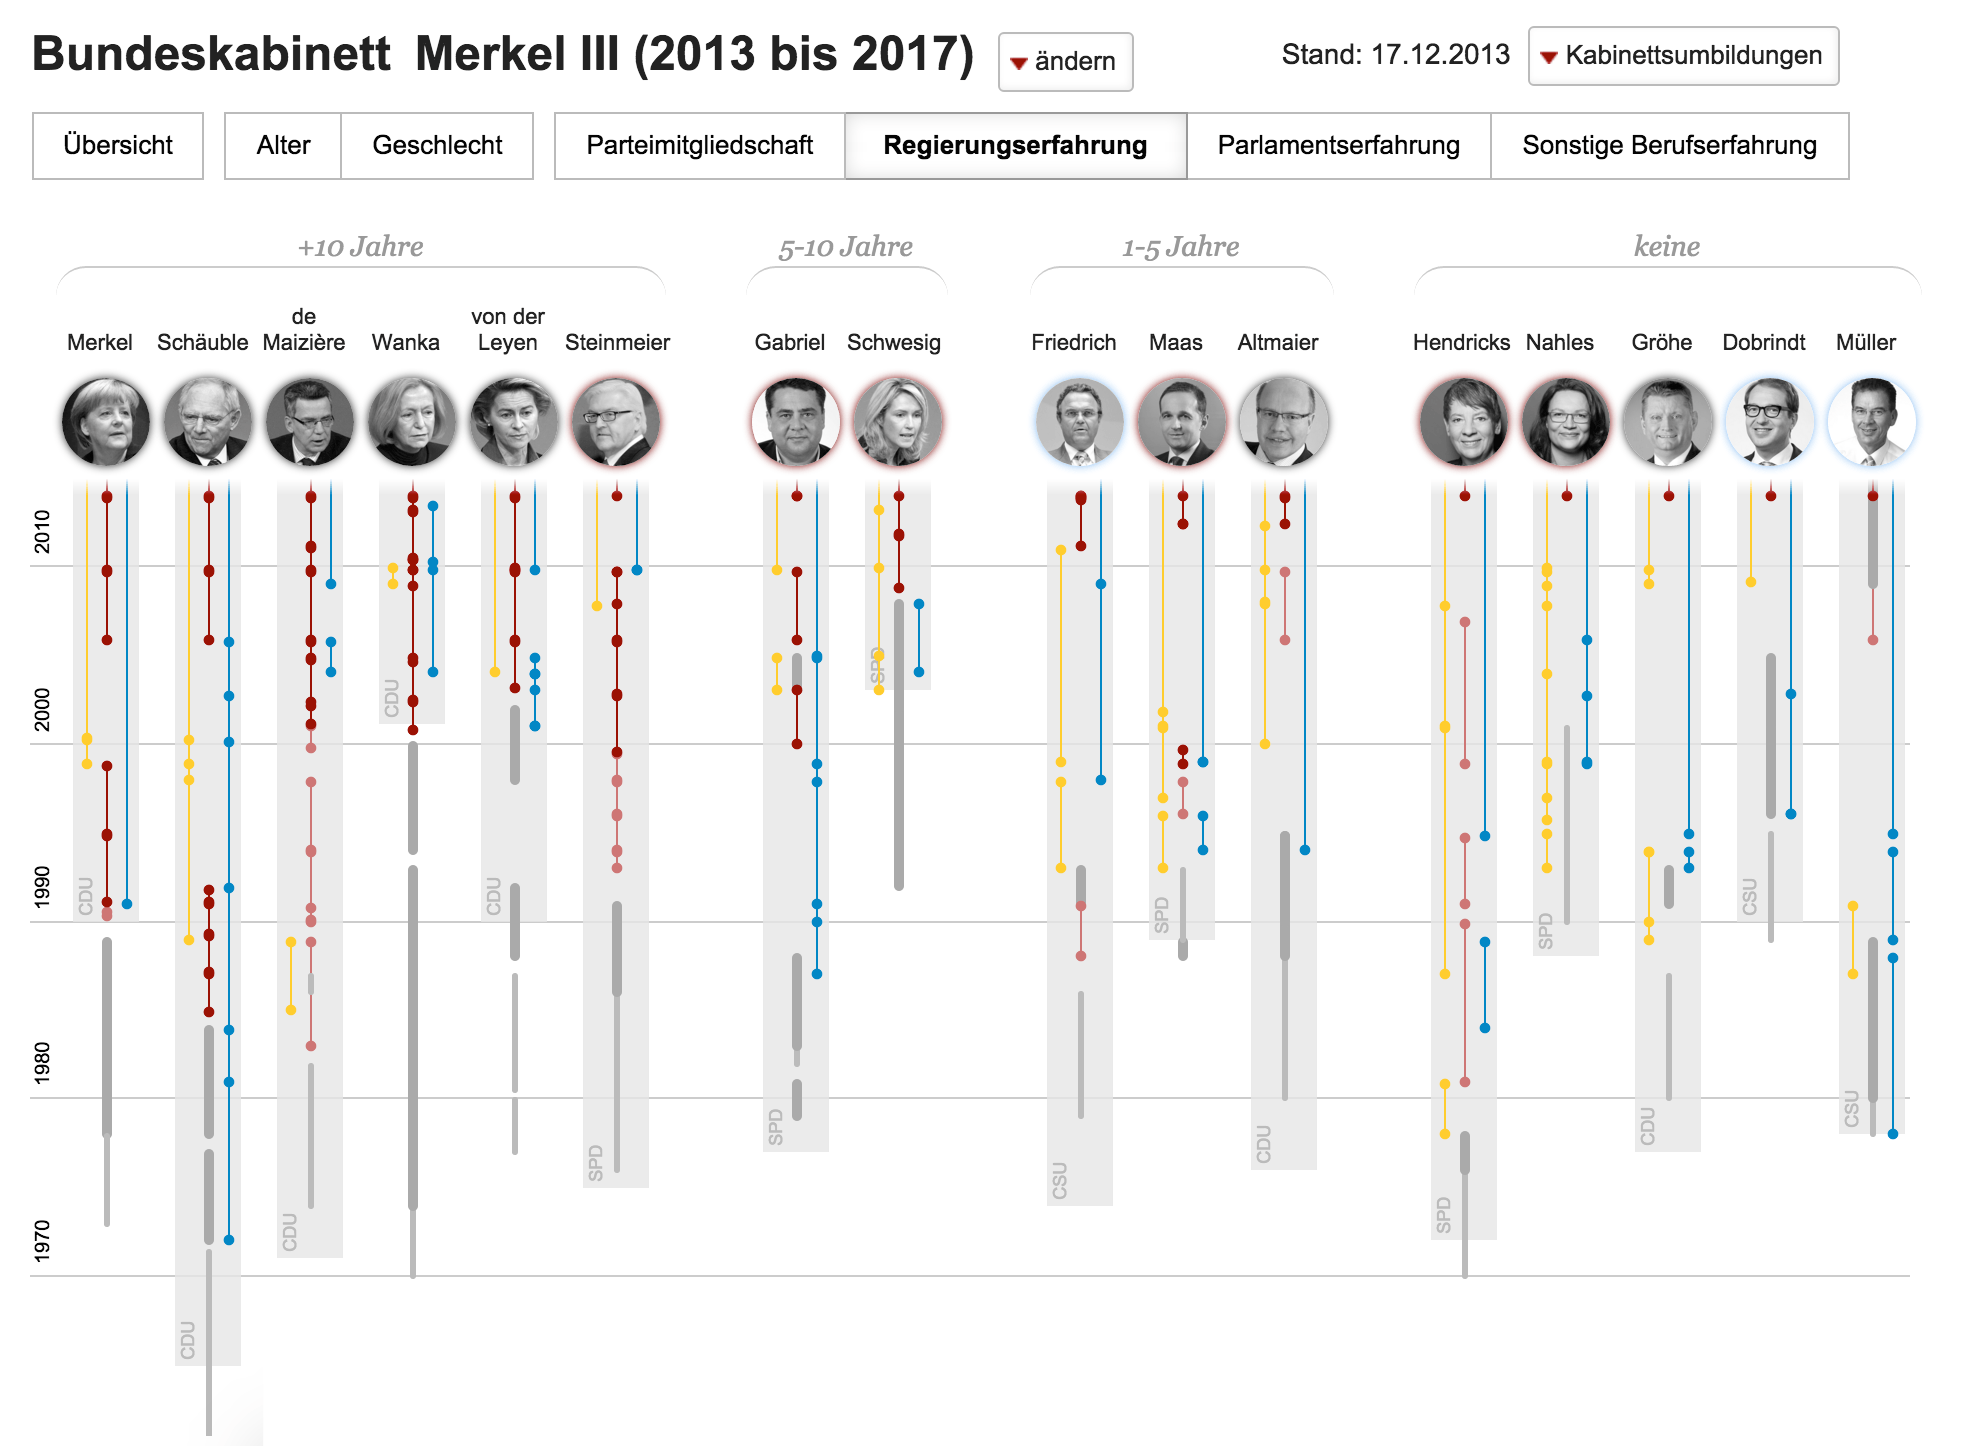 Bundeskabinett Merkel III (2013 bis 2017)
ändern
Stand: 17.12.2013
Kabinettsumbildungen
Übersicht
Alter
Geschlecht
Parteimitgliedschaft
Regierungserfahrung
Parlamentserfahrung
Sonstige Berufserfahrung
+10 Jahre
5-10 Jahre
1-5 Jahre
keine
Merkel
Schäuble
de
Maizière
Wanka
von der
Leyen
Steinmeier
Gabriel
Schwesig
Friedrich
Maas
Altmaier
Hendricks
Nahles
Gröhe
Dobrindt
Müller
2010
2000
1990
1980
1970
CDU
CDU
CDU
CDU
CDU
SPD
SPD
SPD
CSU
SPD
CDU
SPD
SPD
CDU
CSU
CSU